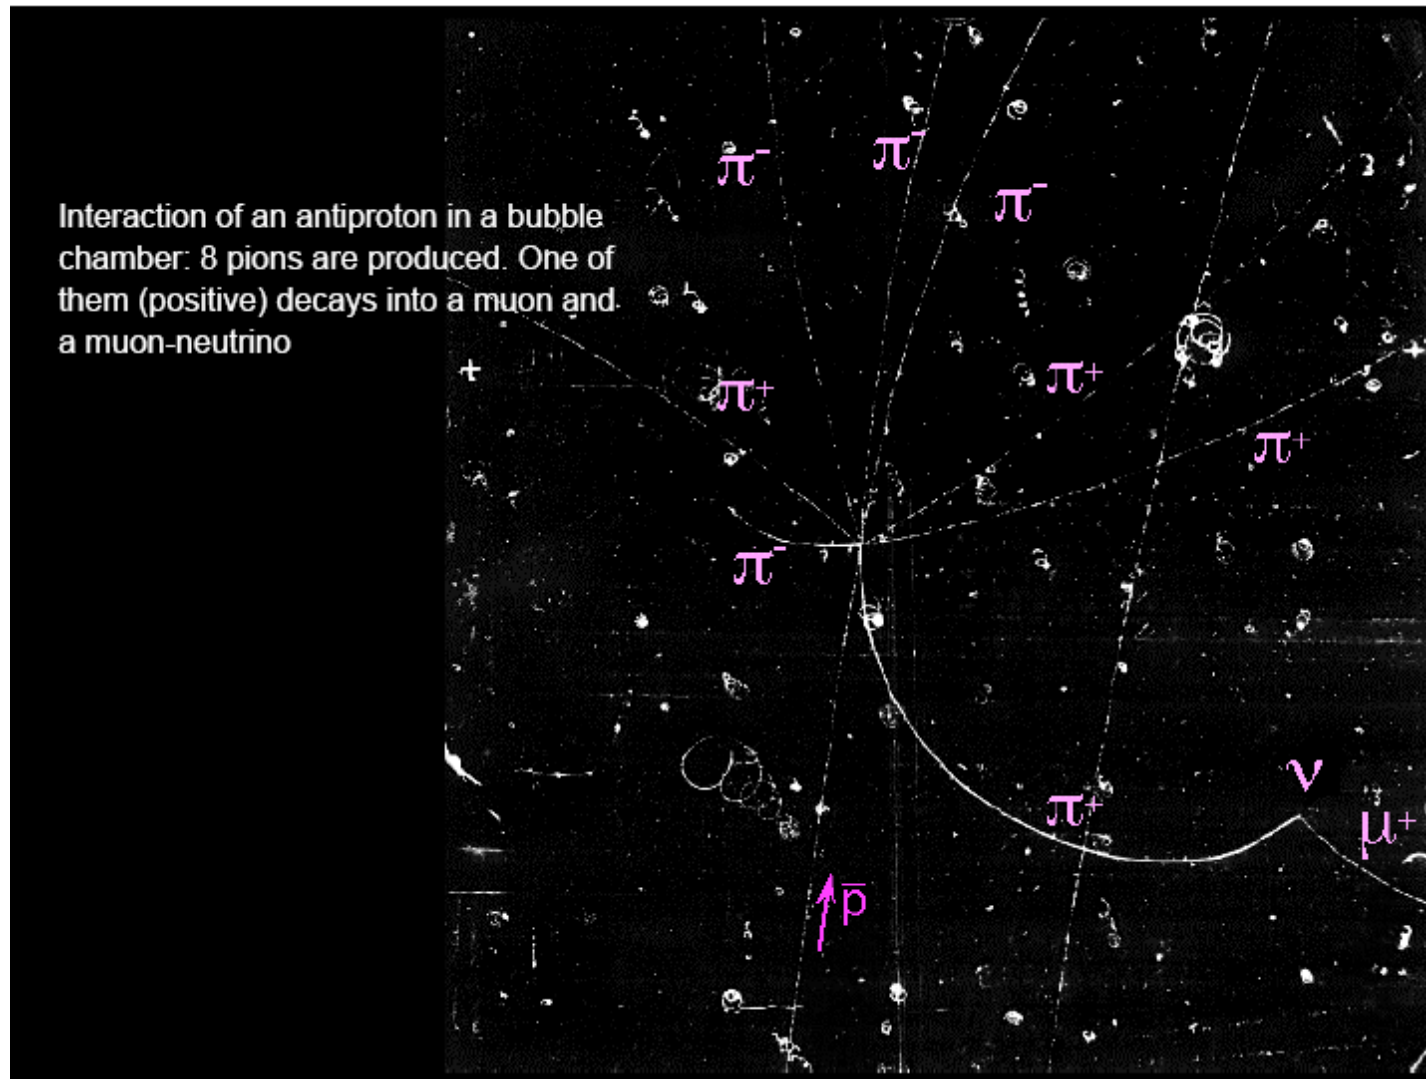 Interaction of an antiproton in a bubble
chamber: 8 pions are produced. One of
them (positive) decays into a muon and
a muon-neutrino
π⁻
π⁻
π⁻
π⁺
π⁺
π⁺
π⁻
π⁺
ν
μ⁺
p̅